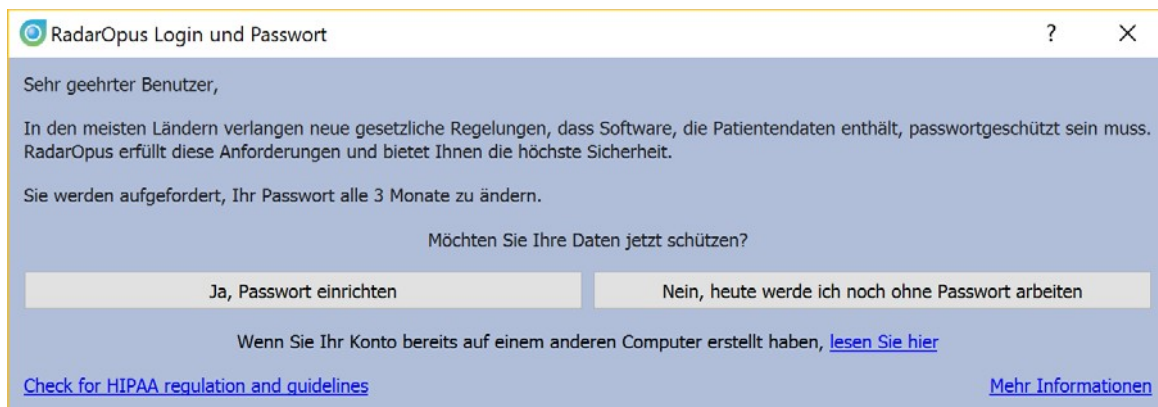 RadarOpus Login und Passwort
?
Sehr geehrter Benutzer,
In den meisten Ländern verlangen neue gesetzliche Regelungen, dass Software, die Patientendaten enthält, passwortgeschützt sein muss.
RadarOpus erfüllt diese Anforderungen und bietet Ihnen die höchste Sicherheit.
Sie werden aufgefordert, Ihr Passwort alle 3 Monate zu ändern.
Möchten Sie Ihre Daten jetzt schützen?
Ja, Passwort einrichten
Nein, heute werde ich noch ohne Passwort arbeiten
Wenn Sie Ihr Konto bereits auf einem anderen Computer erstellt haben, lesen Sie hier
Check for HIPAA regulation and guidelines
Mehr Informationen